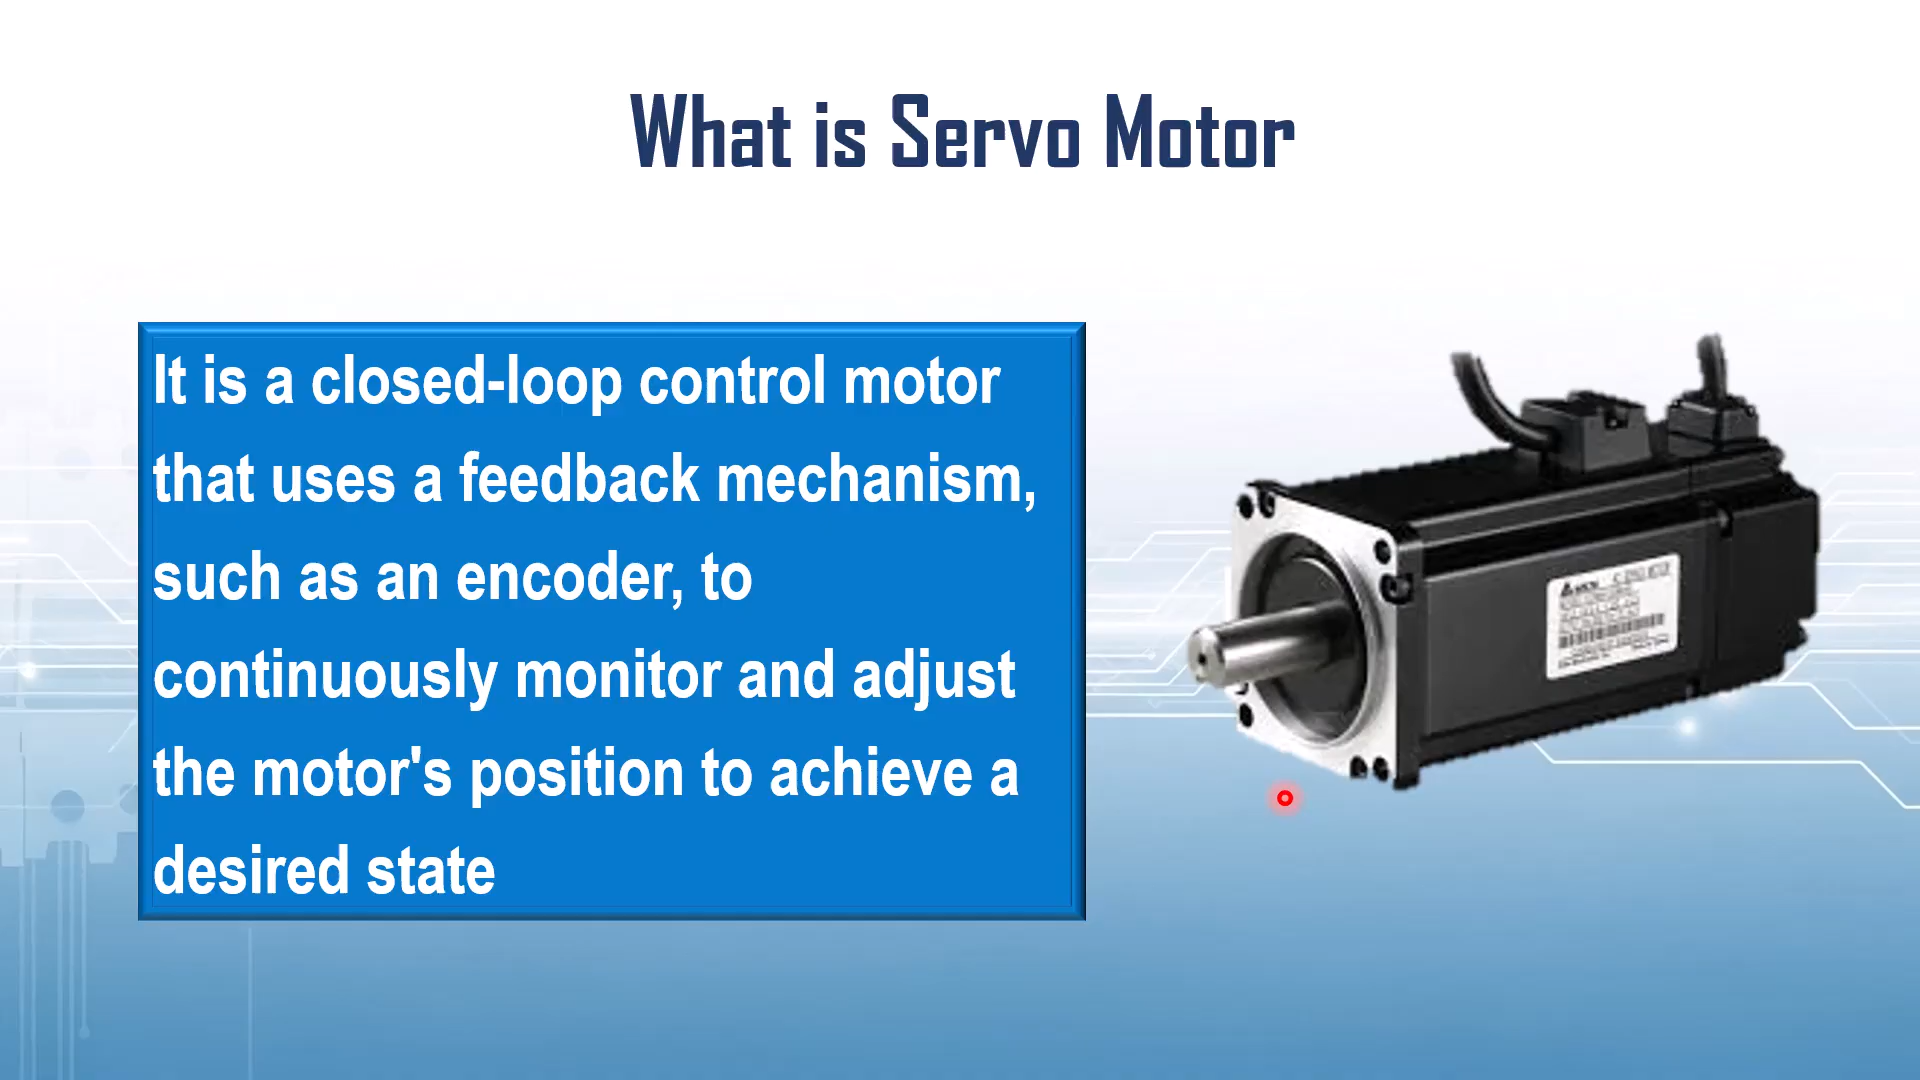 What is Servo Motor
It is a closed-loop control motor
that uses a feedback mechanism,
such as an encoder, to
continuously monitor and adjust
the motor's position to achieve a
desired state